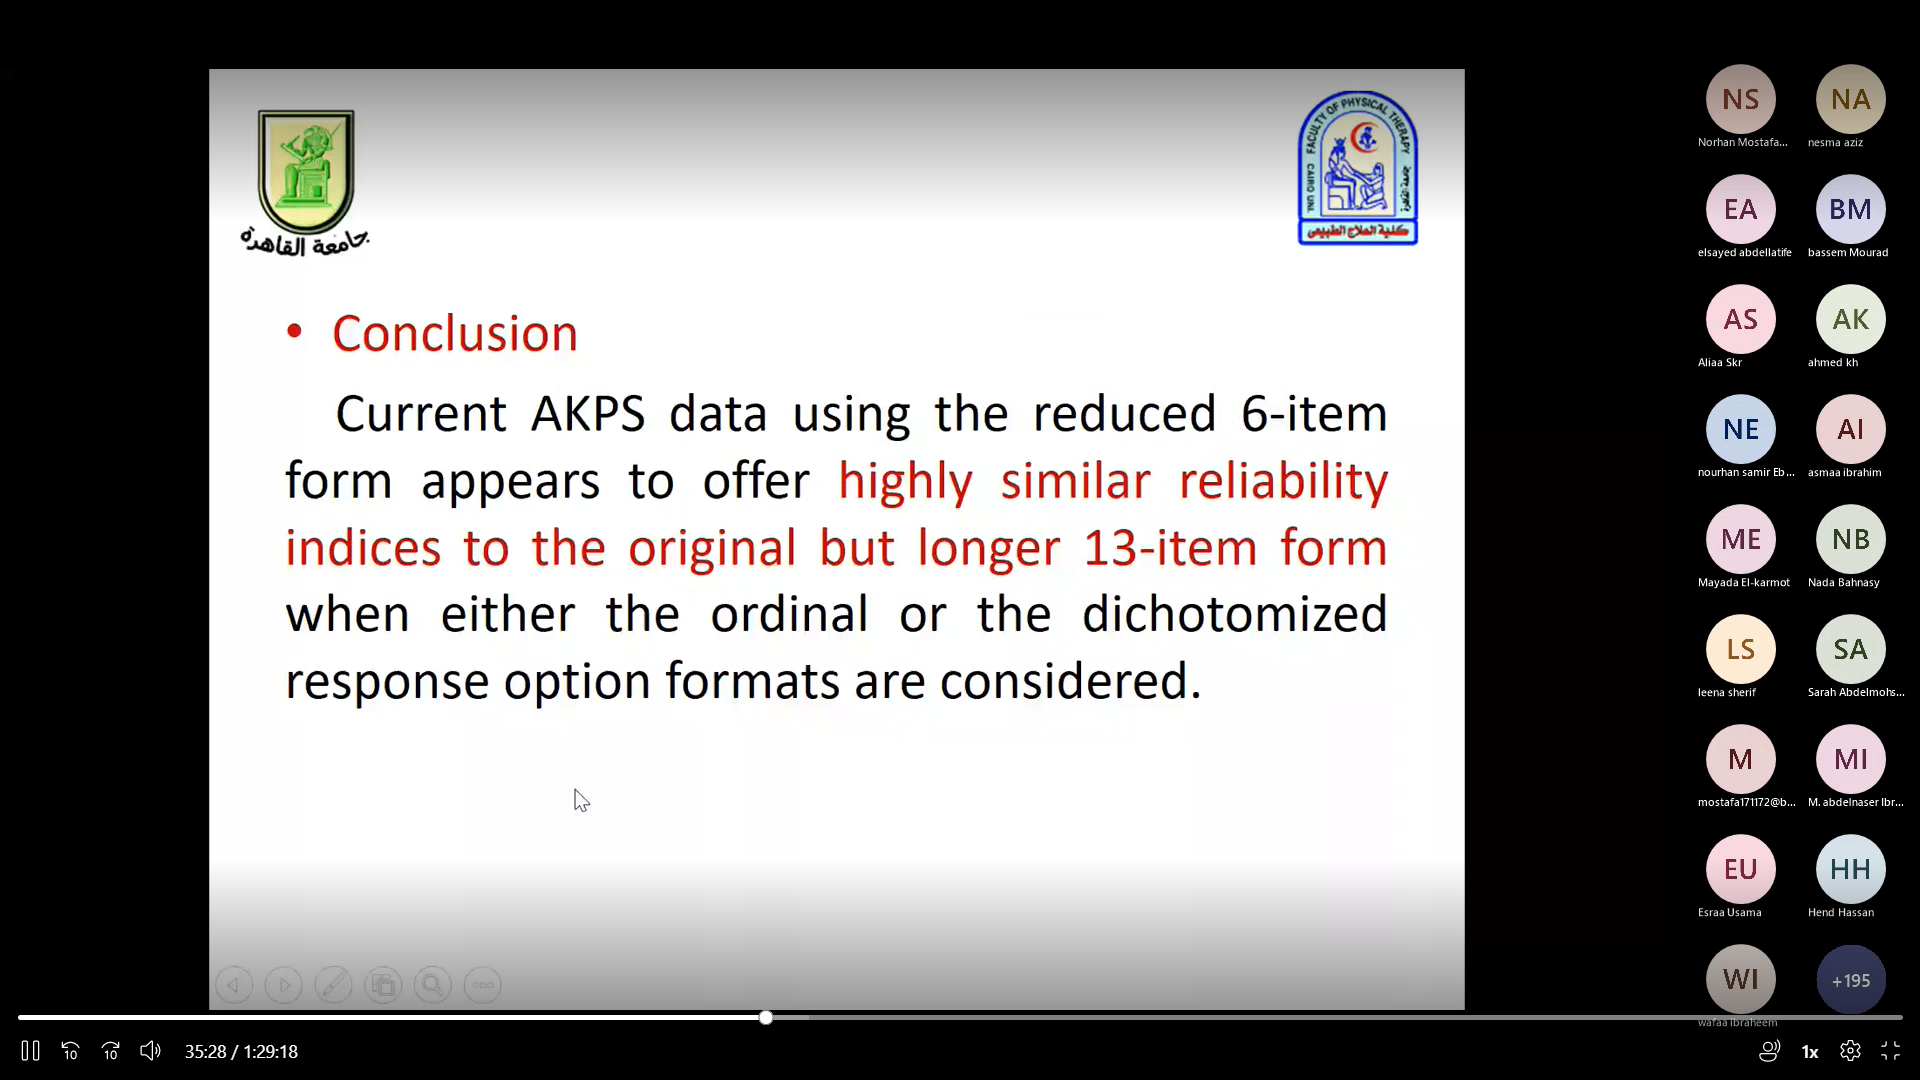 جامعة القاهرة
FACULTY OF PHYSICAL THERAPY
CAIRO UNI.
جامعة القاهرة
كلية العلاج الطبيعى
• Conclusion
Current AKPS data using the reduced 6-item
form appears to offer highly similar reliability
indices to the original but longer 13-item form
when either the ordinal or the dichotomized
response option formats are considered.
NS
NA
Norhan Mostafa...
nesma aziz
EA
BM
elsayed abdellatife
bassem Mourad
AS
AK
Aliaa Skr
ahmed kh
NE
AI
nourhan samir Eb...
asmaa ibrahim
ME
NB
Mayada El-karmot
Nada Bahnasy
LS
SA
leena sherif
Sarah Abdelmohs...
M
MI
mostafa171172@b...
M. abdelnaser Ibr...
EU
HH
Esraa Usama
Hend Hassan
WI
+195
wafaa ibraheem
10
10
35:28 / 1:29:18
1x